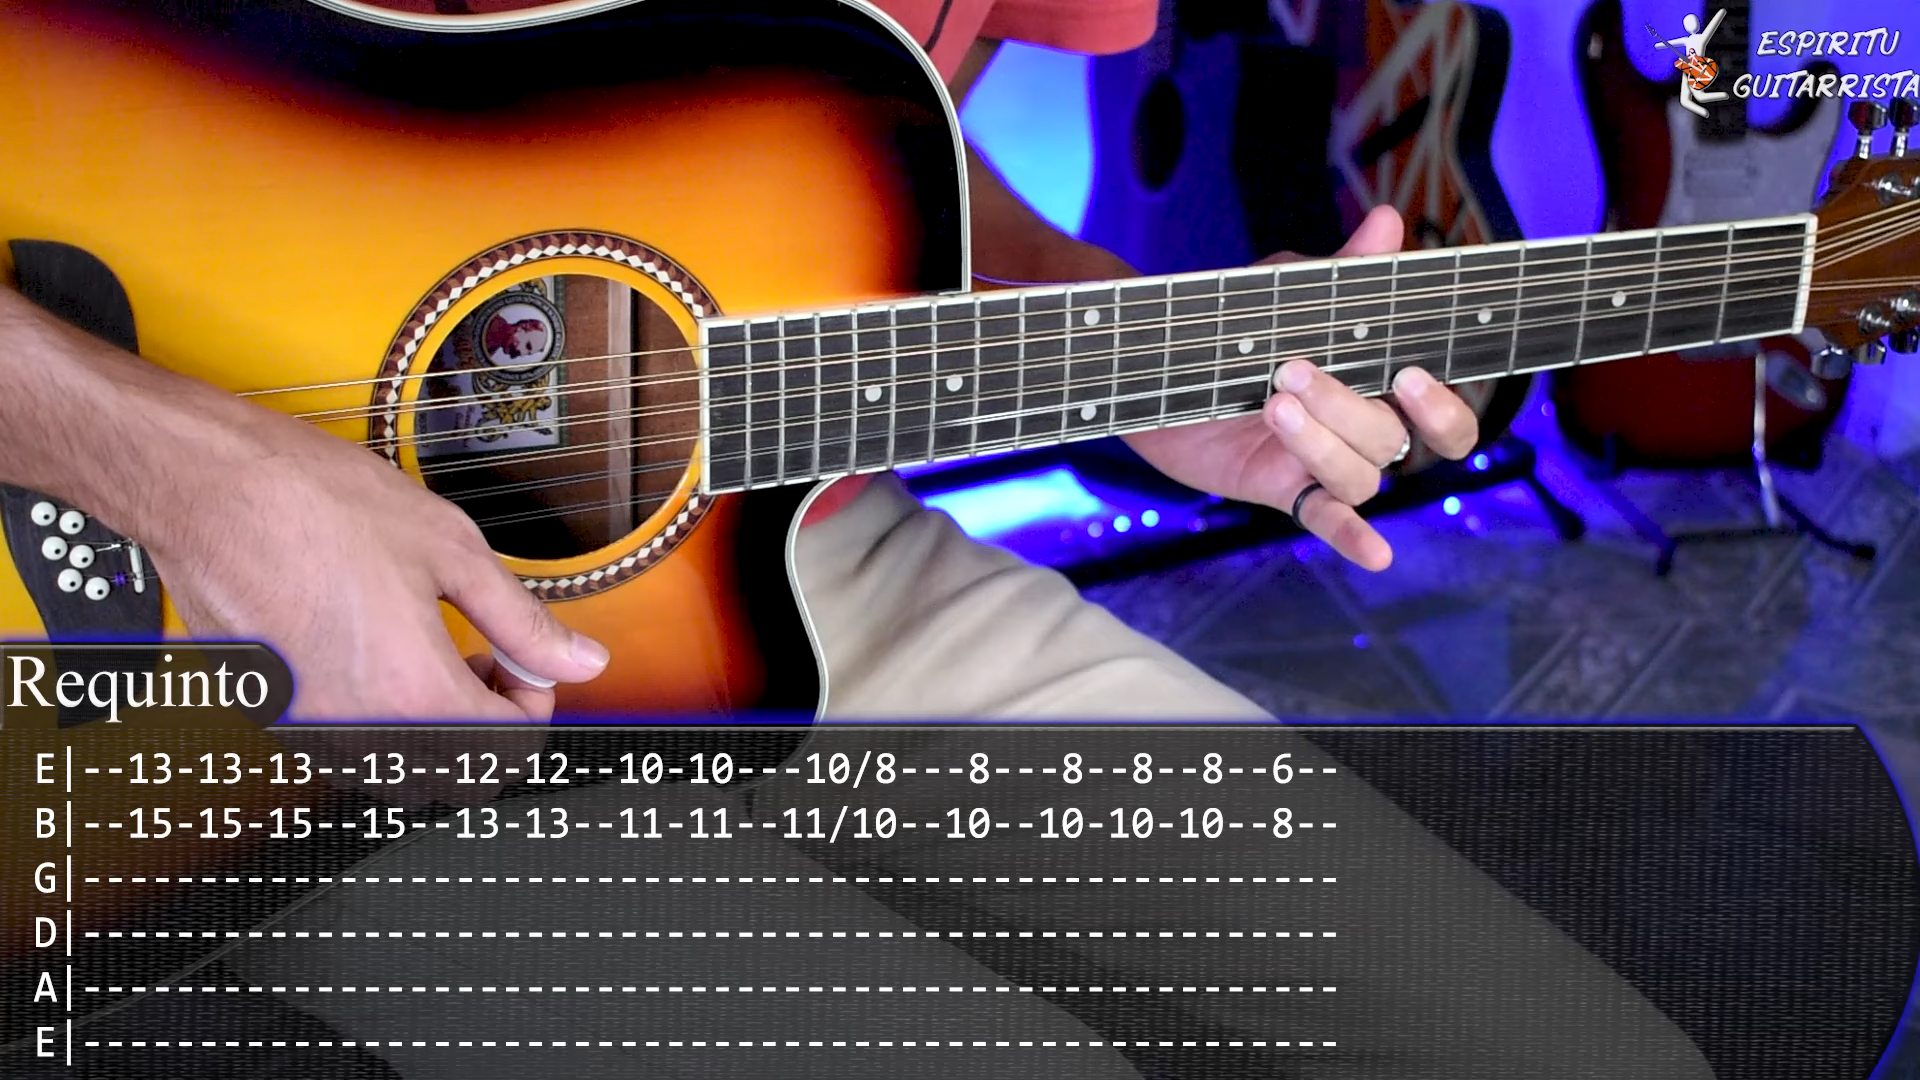 ESPIRITU
GUITARRISTA
Requinto
E|--13-13-13--13--12-12--10-10---10/8---8---8--8--8--6--
B|--15-15-15--15--13-13--11-11--11/10--10--10-10-10--8--
G|------------------------------------------------------
D|------------------------------------------------------
A|------------------------------------------------------
E|------------------------------------------------------